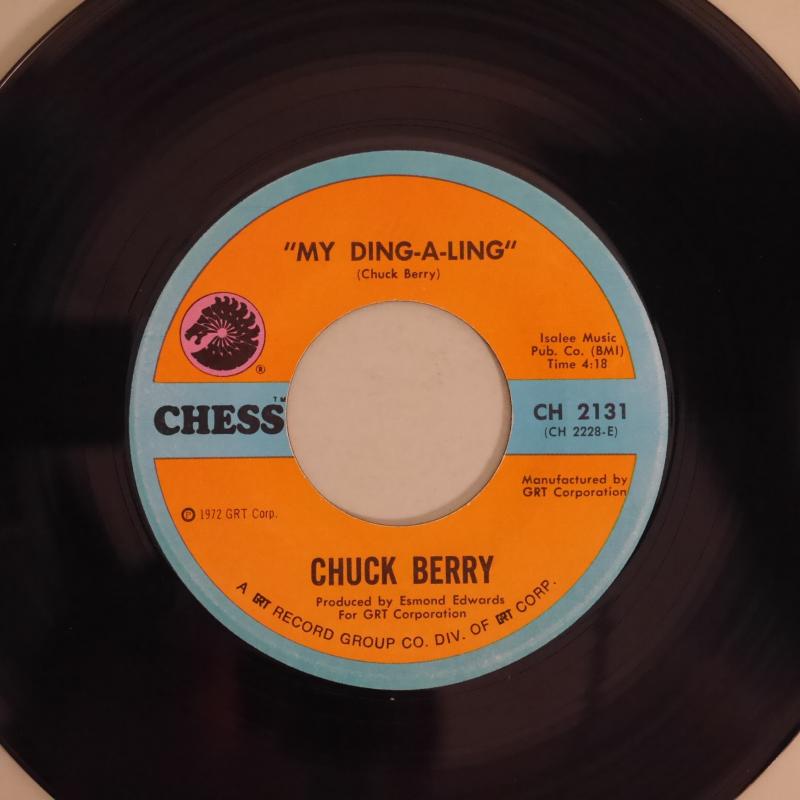 "MY DING-A-LING"
(Chuck Berry)
Isalee Music
Pub. Co. (BMI)
Time 4:18
®
CHESS™
CH 2131
(CH 2228-E)
Manufactured by
GRT Corporation
℗ 1972 GRT Corp.
CHUCK BERRY
Produced by Esmond Edwards
For GRT Corporation
A GRT RECORD GROUP CO. DIV. OF GRT CORP.